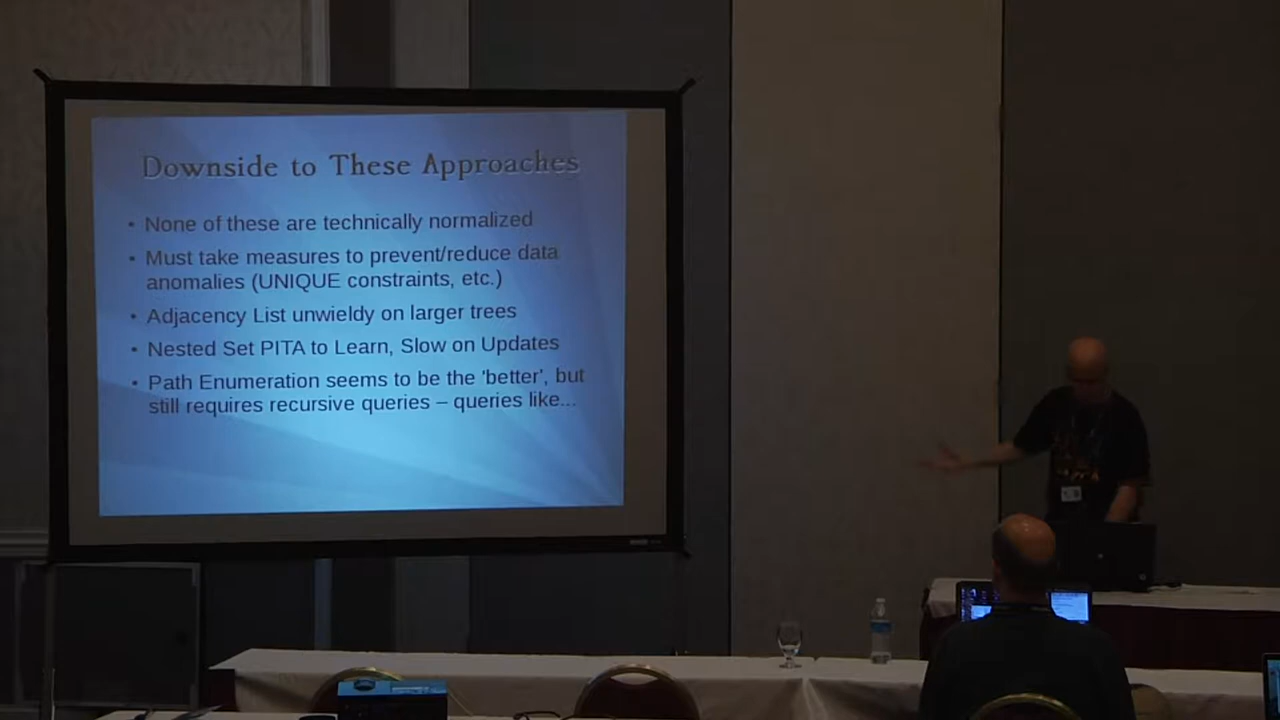 Downside to These Approaches
• None of these are technically normalized
• Must take measures to prevent/reduce data
anomalies (UNIQUE constraints, etc.)
• Adjacency List unwieldy on larger trees
• Nested Set PITA to Learn, Slow on Updates
• Path Enumeration seems to be the 'better', but
still requires recursive queries – queries like...